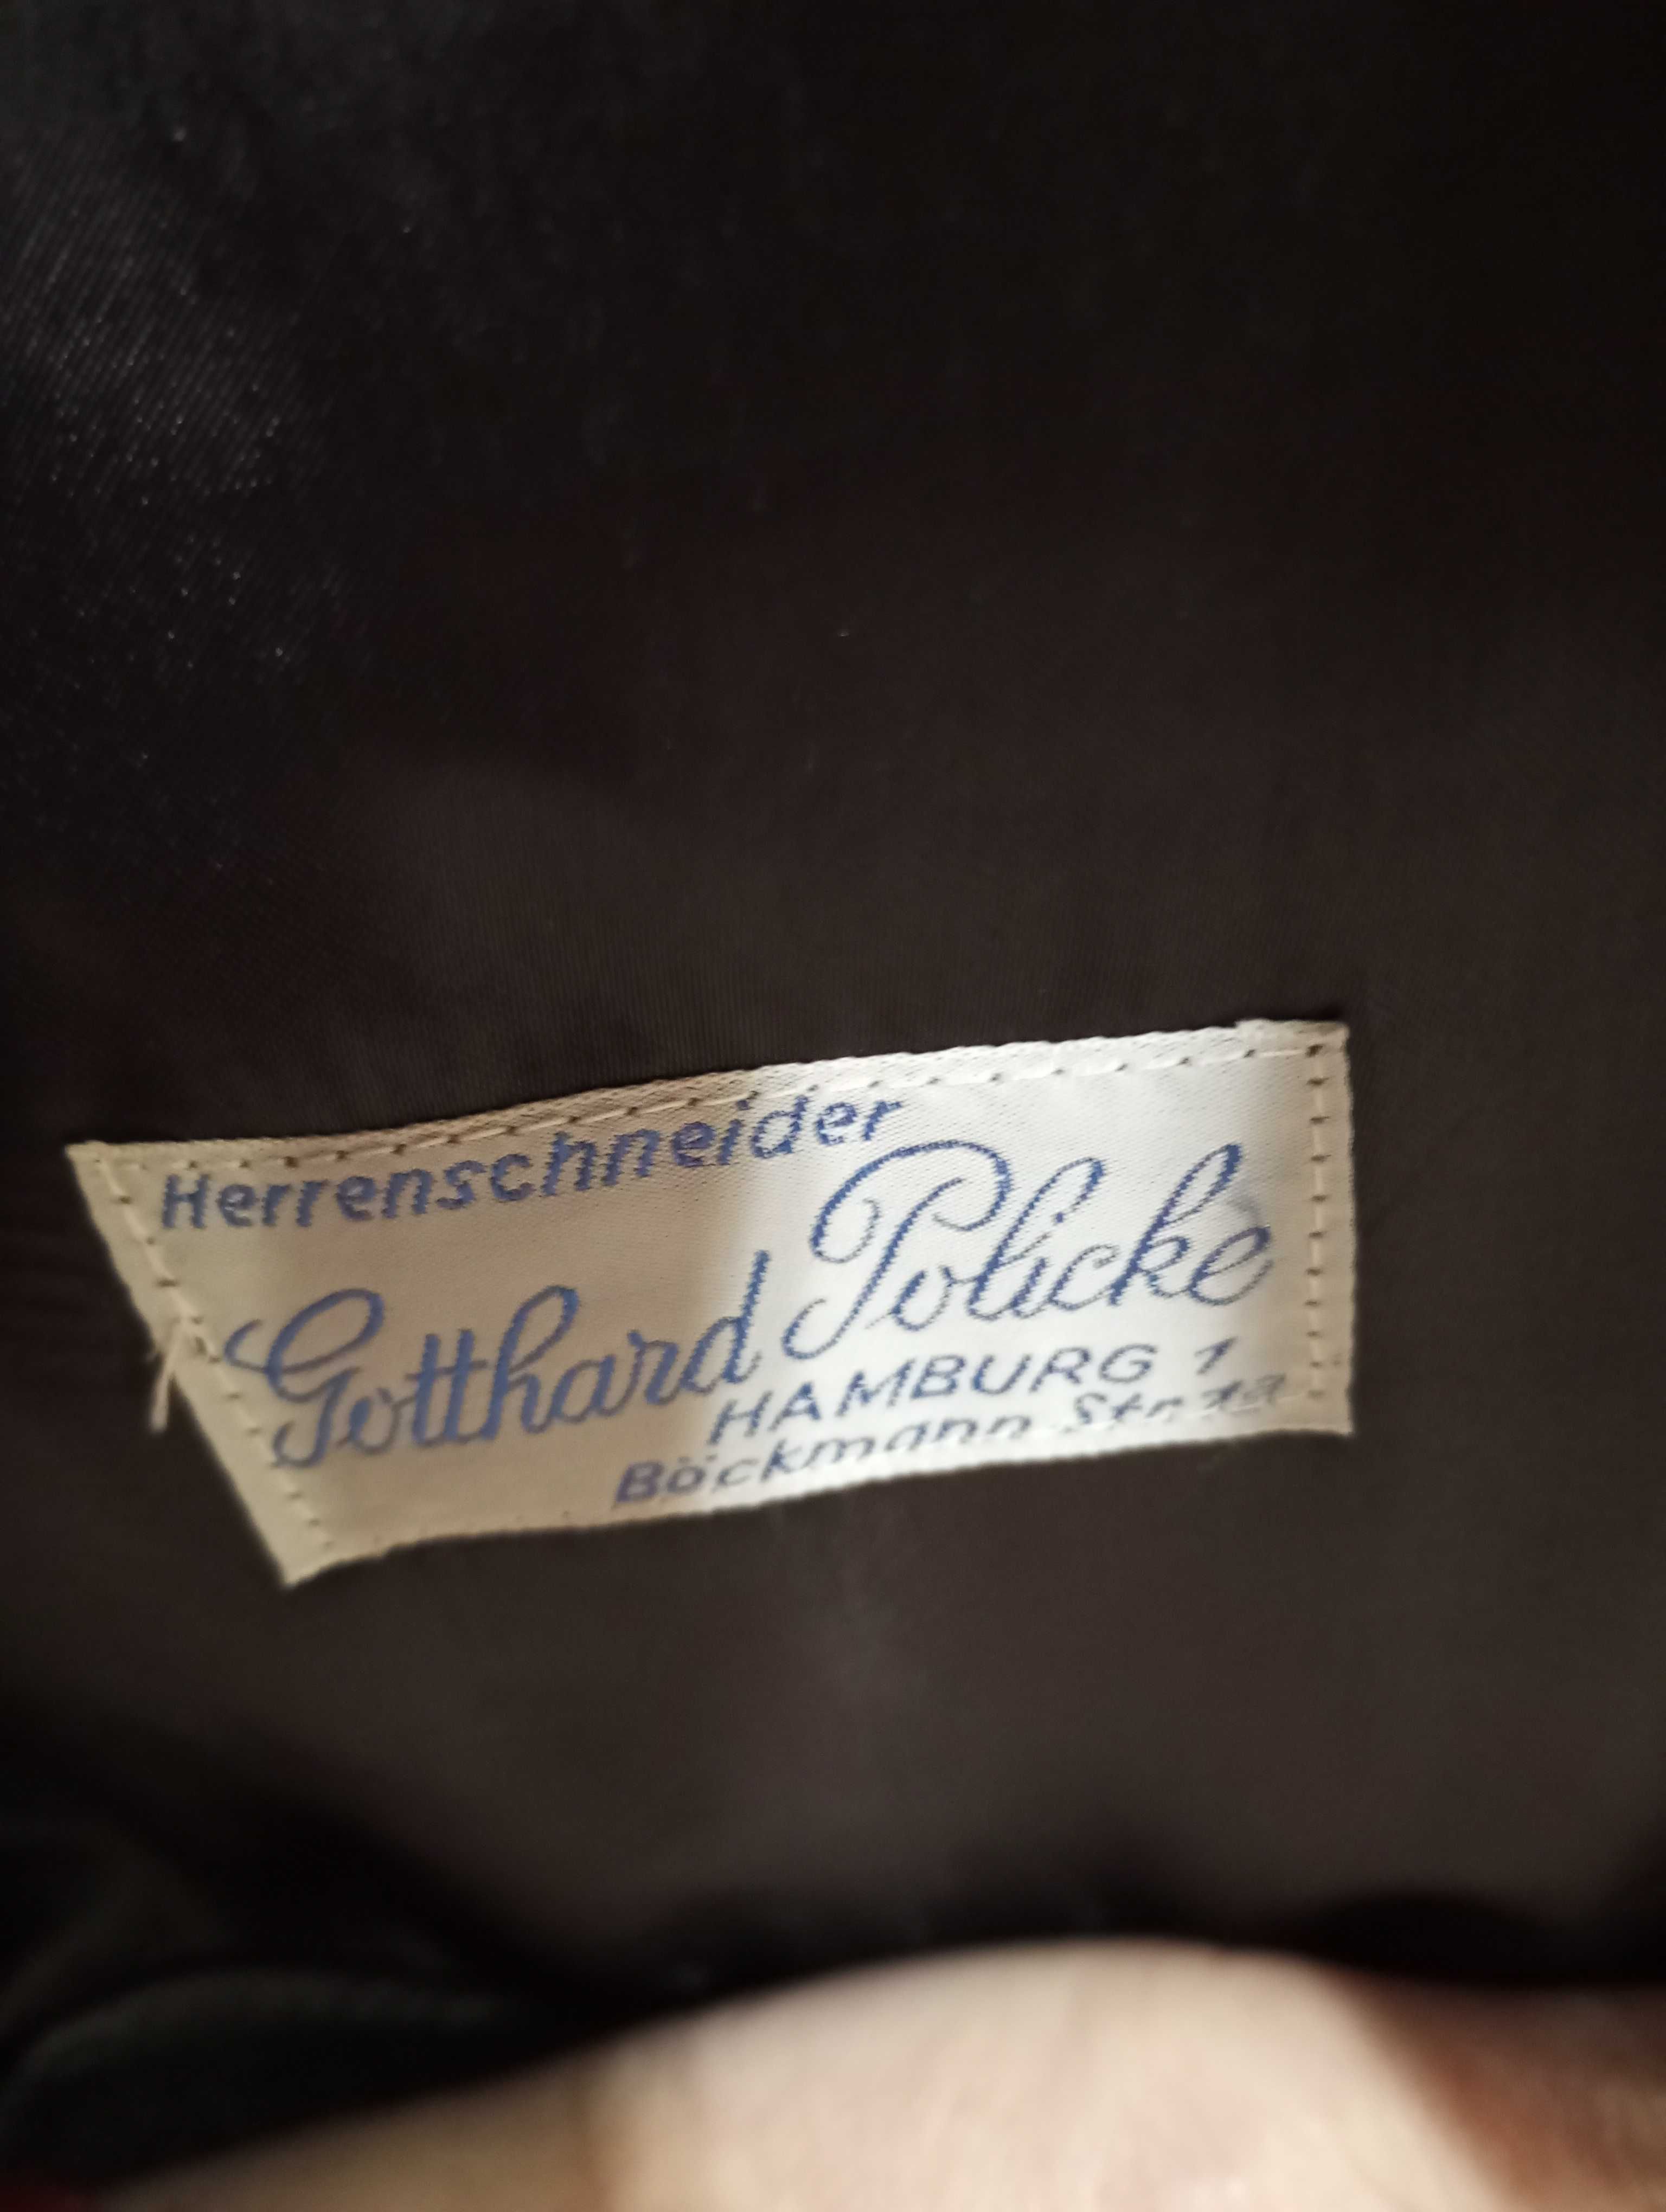 Herrenschneider
Gotthard Policke
HAMBURG 1
Böckmann Str.